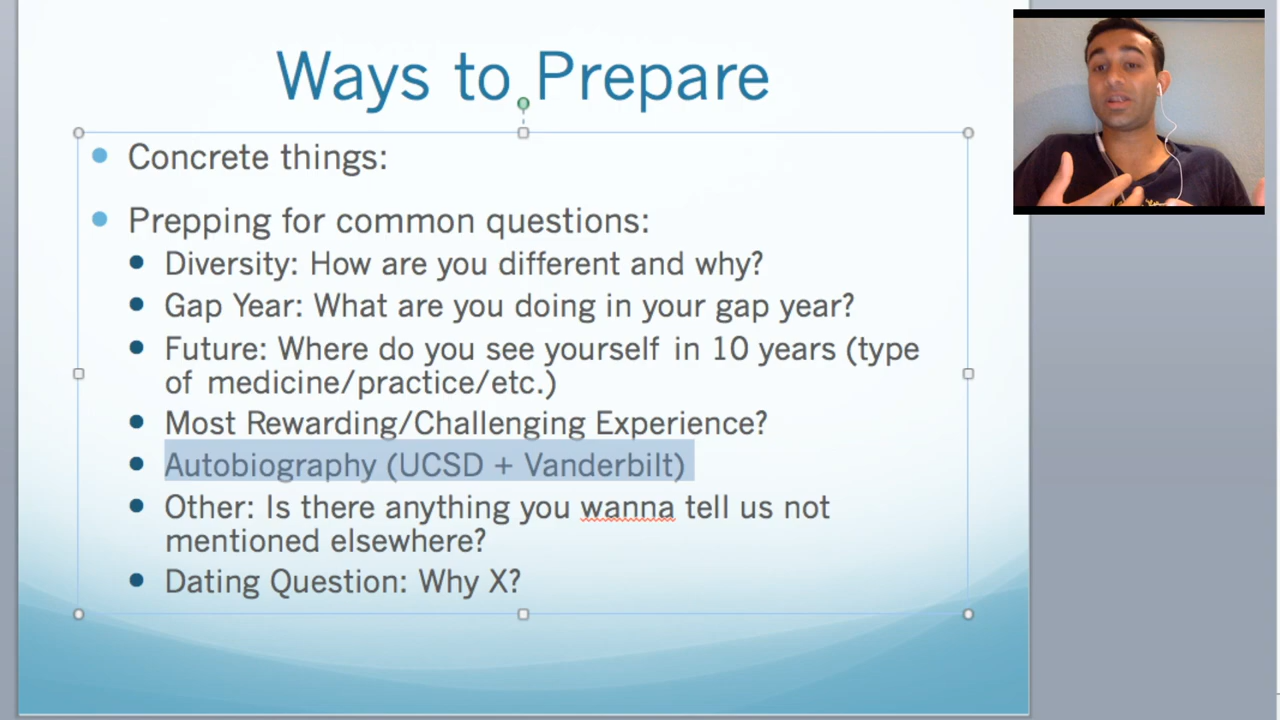 Ways to Prepare
Concrete things:
Prepping for common questions:
Diversity: How are you different and why?
Gap Year: What are you doing in your gap year?
Future: Where do you see yourself in 10 years (type
of medicine/practice/etc.)
Most Rewarding/Challenging Experience?
Autobiography (UCSD + Vanderbilt)
Other: Is there anything you wanna tell us not
mentioned elsewhere?
Dating Question: Why X?